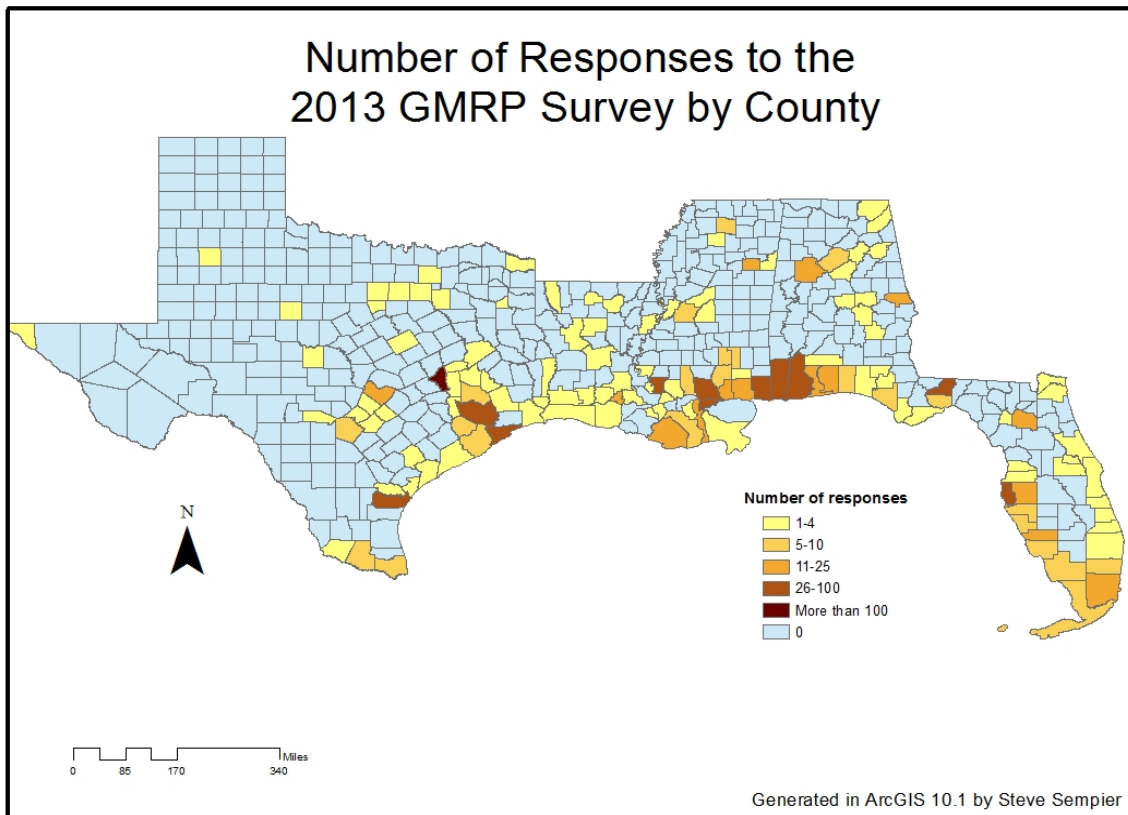 Number of Responses to the
2013 GMRP Survey by County
N
Number of responses
1-4
5-10
11-25
26-100
More than 100
0
Miles
0 85 170 340
Generated in ArcGIS 10.1 by Steve Sempier